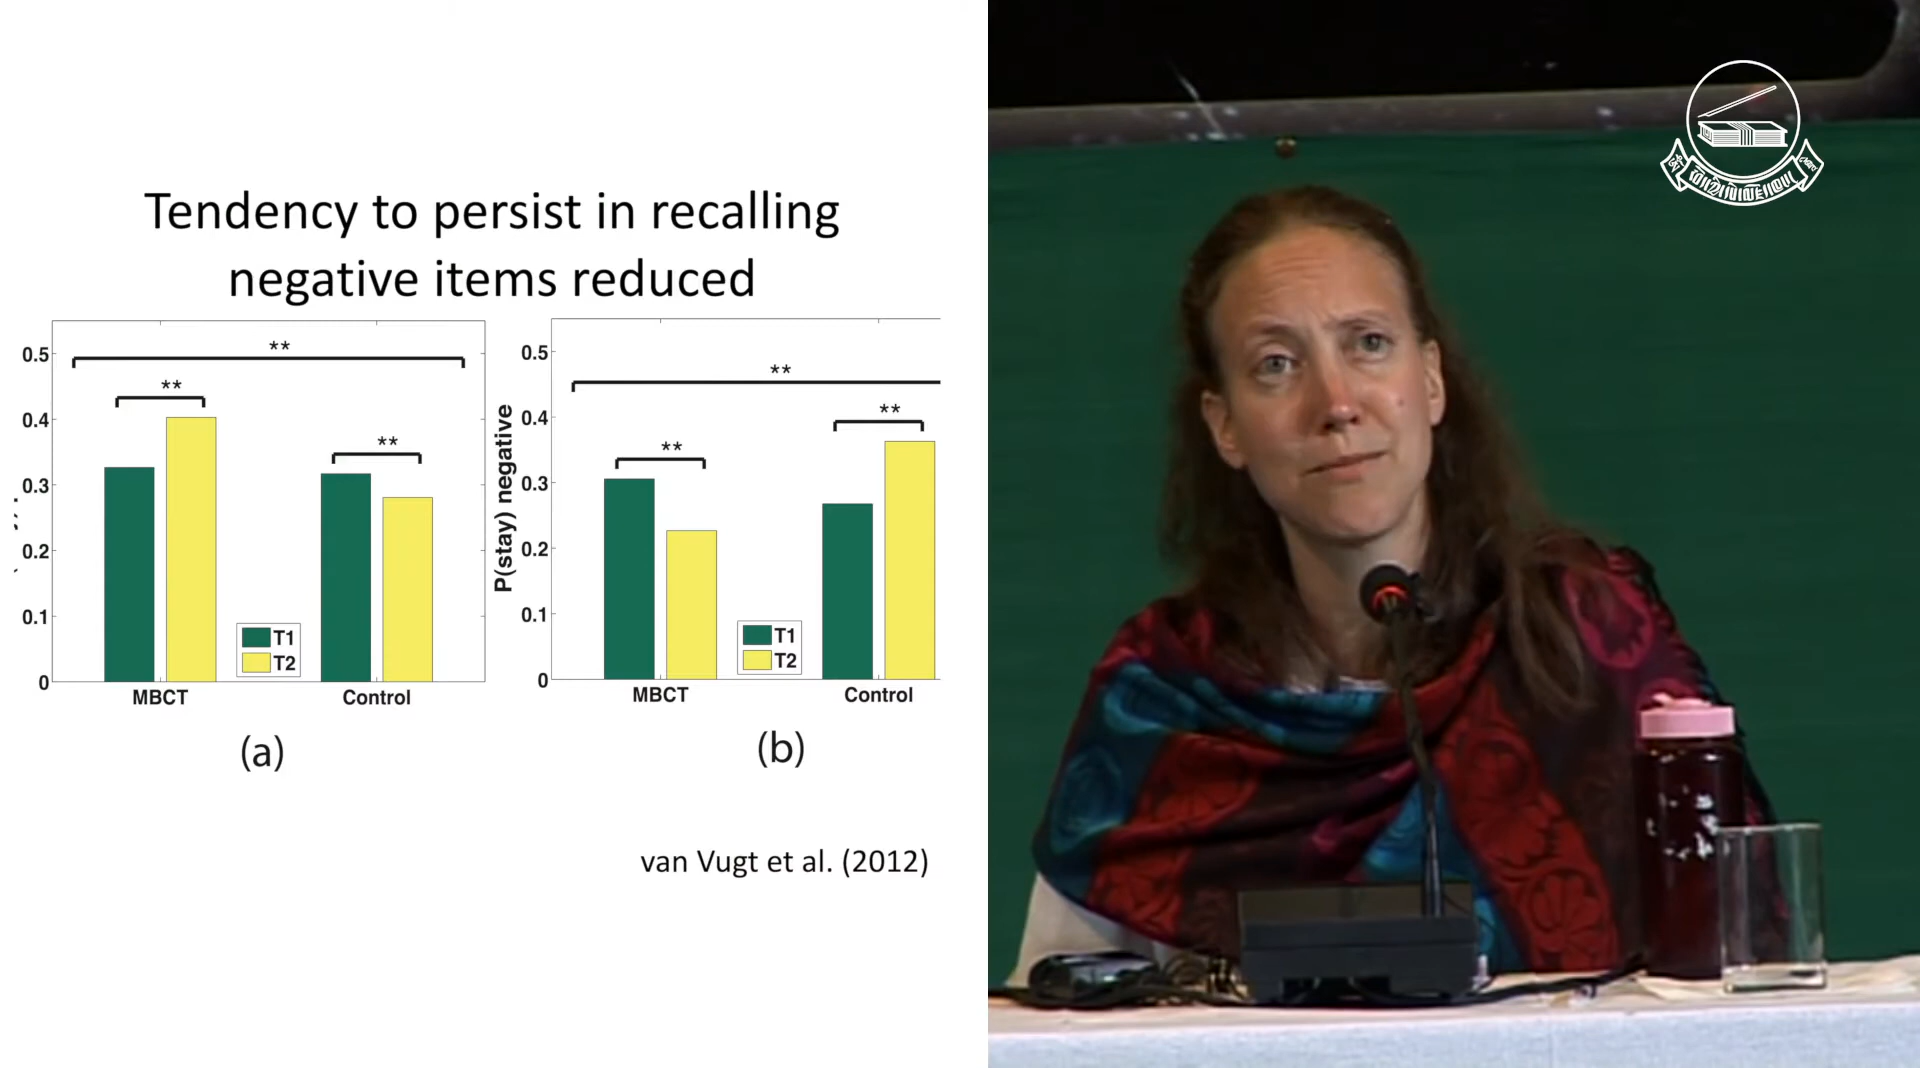 Tendency to persist in recalling
negative items reduced
0.5
0.4
0.3
0.2
0.1
0
**
**
**
T1
T2
MBCT
Control
(a)
P(stay) negative
0.5
0.4
0.3
0.2
0.1
0
**
**
**
T1
T2
MBCT
Control
(b)
van Vugt et al. (2012)